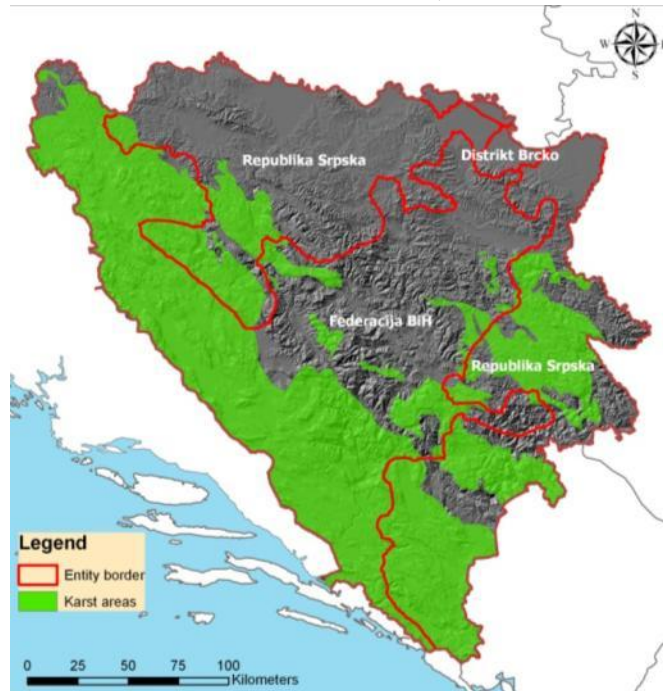 N
W
E
S
Republika Srpska
Distrikt Brcko
Federacija BiH
Republika Srpska
Legend
Entity border
Karst areas
0 25 50 75 100
Kilometers